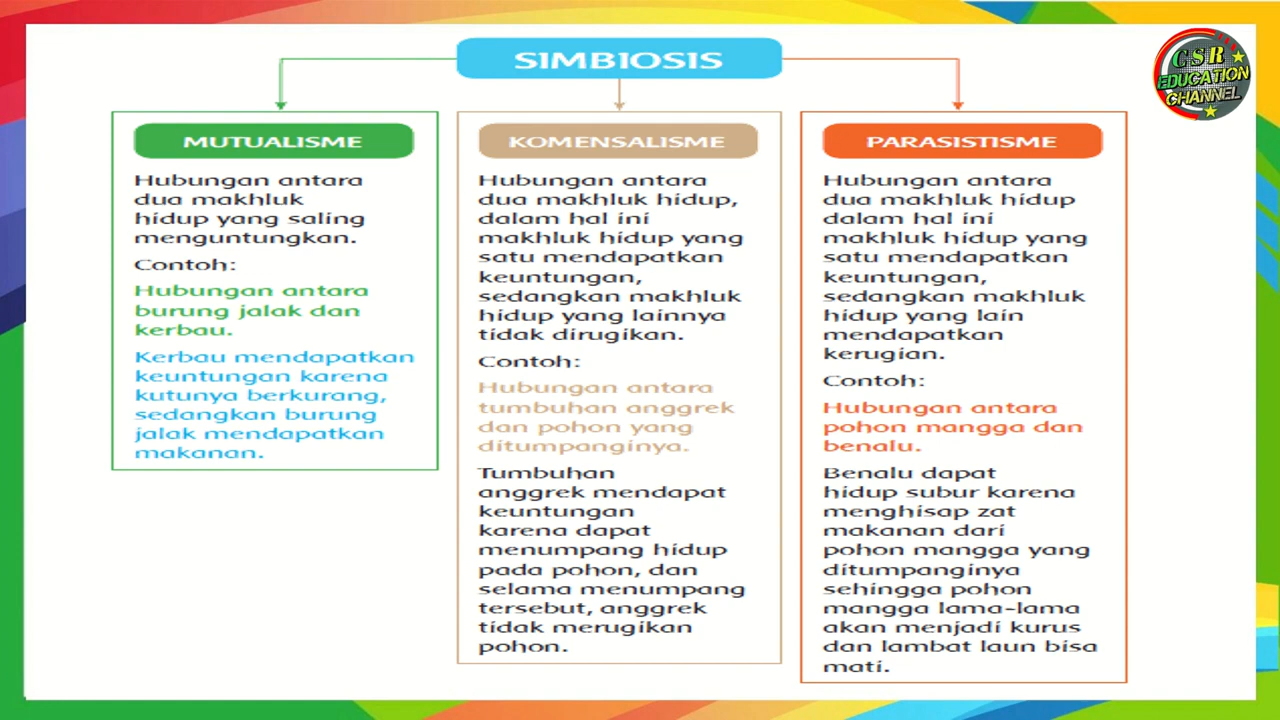 SIMBIOSIS
CSR
EDUCATION
CHANNEL
MUTUALISME
Hubungan antara
dua makhluk
hidup yang saling
menguntungkan.
Contoh:
Hubungan antara
burung jalak dan
kerbau.
Kerbau mendapatkan
keuntungan karena
kutunya berkurang,
sedangkan burung
jalak mendapatkan
makanan.
KOMENSALISME
Hubungan antara
dua makhluk hidup,
dalam hal ini
makhluk hidup yang
satu mendapatkan
keuntungan,
sedangkan makhluk
hidup yang lainnya
tidak dirugikan.
Contoh:
Hubungan antara
tumbuhan anggrek
dan pohon yang
ditumpanginya.
Tumbuhan
anggrek mendapat
keuntungan
karena dapat
menumpang hidup
pada pohon, dan
selama menumpang
tersebut, anggrek
tidak merugikan
pohon.
PARASISTISME
Hubungan antara
dua makhluk hidup
dalam hal ini
makhluk hidup yang
satu mendapatkan
keuntungan,
sedangkan makhluk
hidup yang lain
mendapatkan
kerugian.
Contoh:
Hubungan antara
pohon mangga dan
benalu.
Benalu dapat
hidup subur karena
menghisap zat
makanan dari
pohon mangga yang
ditumpanginya
sehingga pohon
mangga lama-lama
akan menjadi kurus
dan lambat laun bisa
mati.